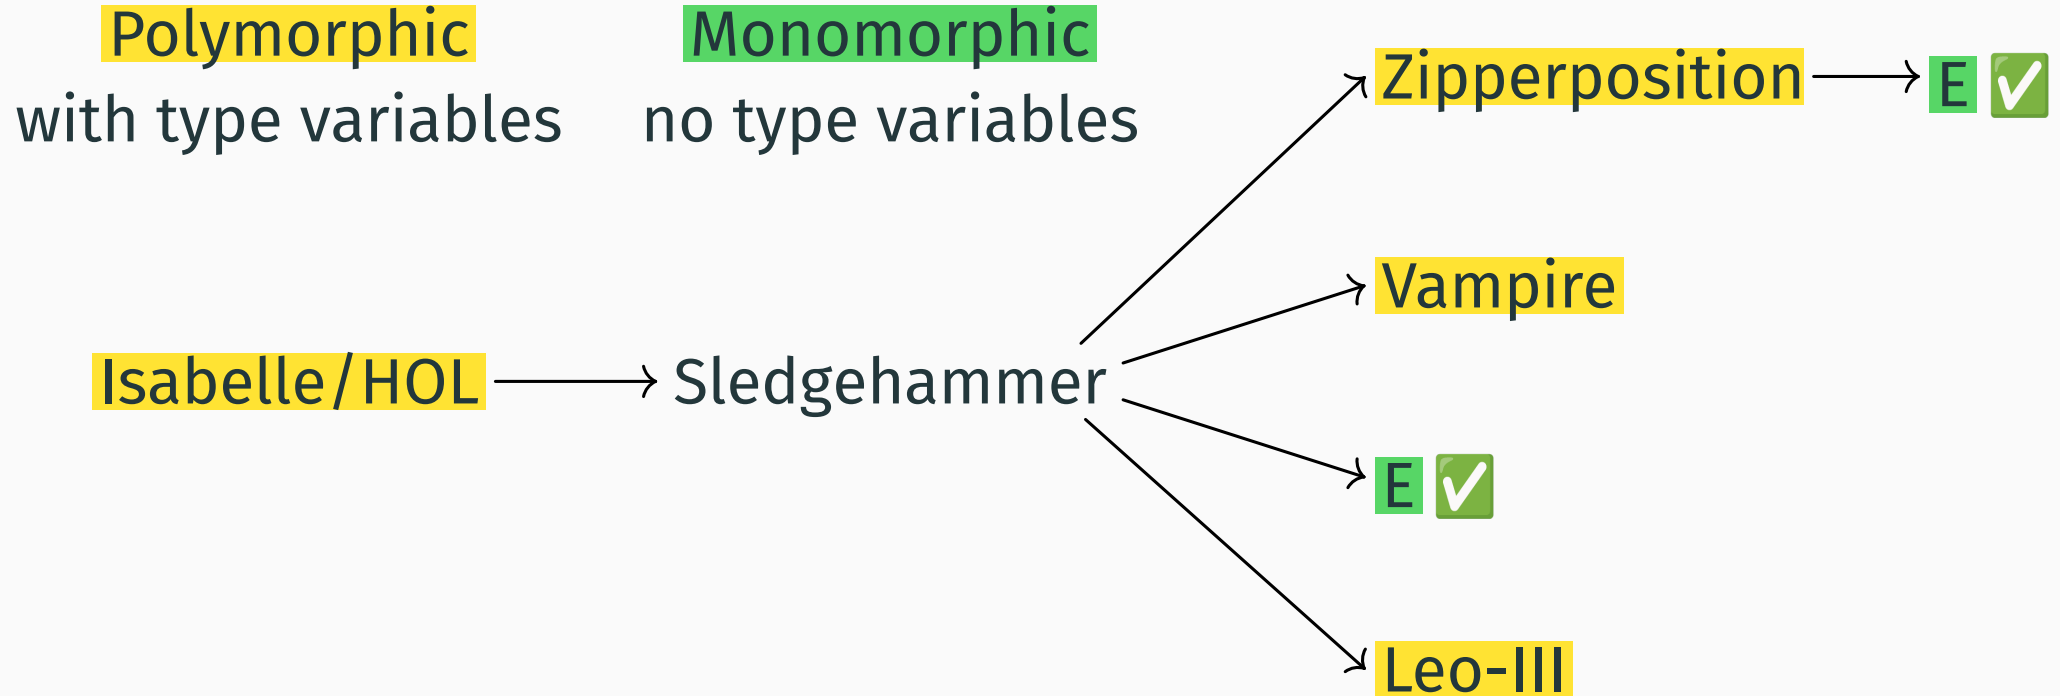 Polymorphic
with type variables
Monomorphic
no type variables
Zipperposition
E ✅
Vampire
Isabelle/HOL
Sledgehammer
E ✅
Leo-III